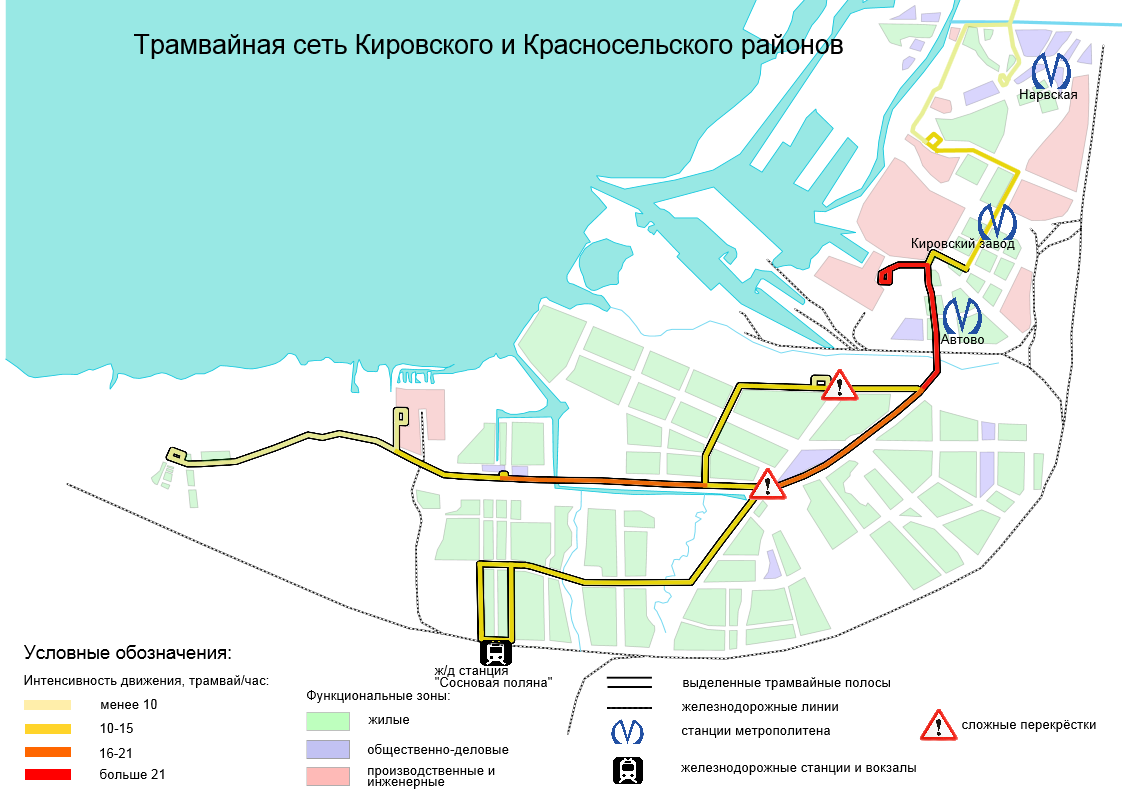 Трамвайная сеть Кировского и Красносельского районов
Нарвская
Кировский завод
Автово
ж/д станция
"Сосновая поляна"
Условные обозначения:
Интенсивность движения, трамвай/час:
менее 10
10-15
16-21
больше 21
Функциональные зоны:
жилые
общественно-деловые
производственные и
инженерные
выделенные трамвайные полосы
железнодорожные линии
станции метрополитена
железнодорожные станции и вокзалы
сложные перекрёстки